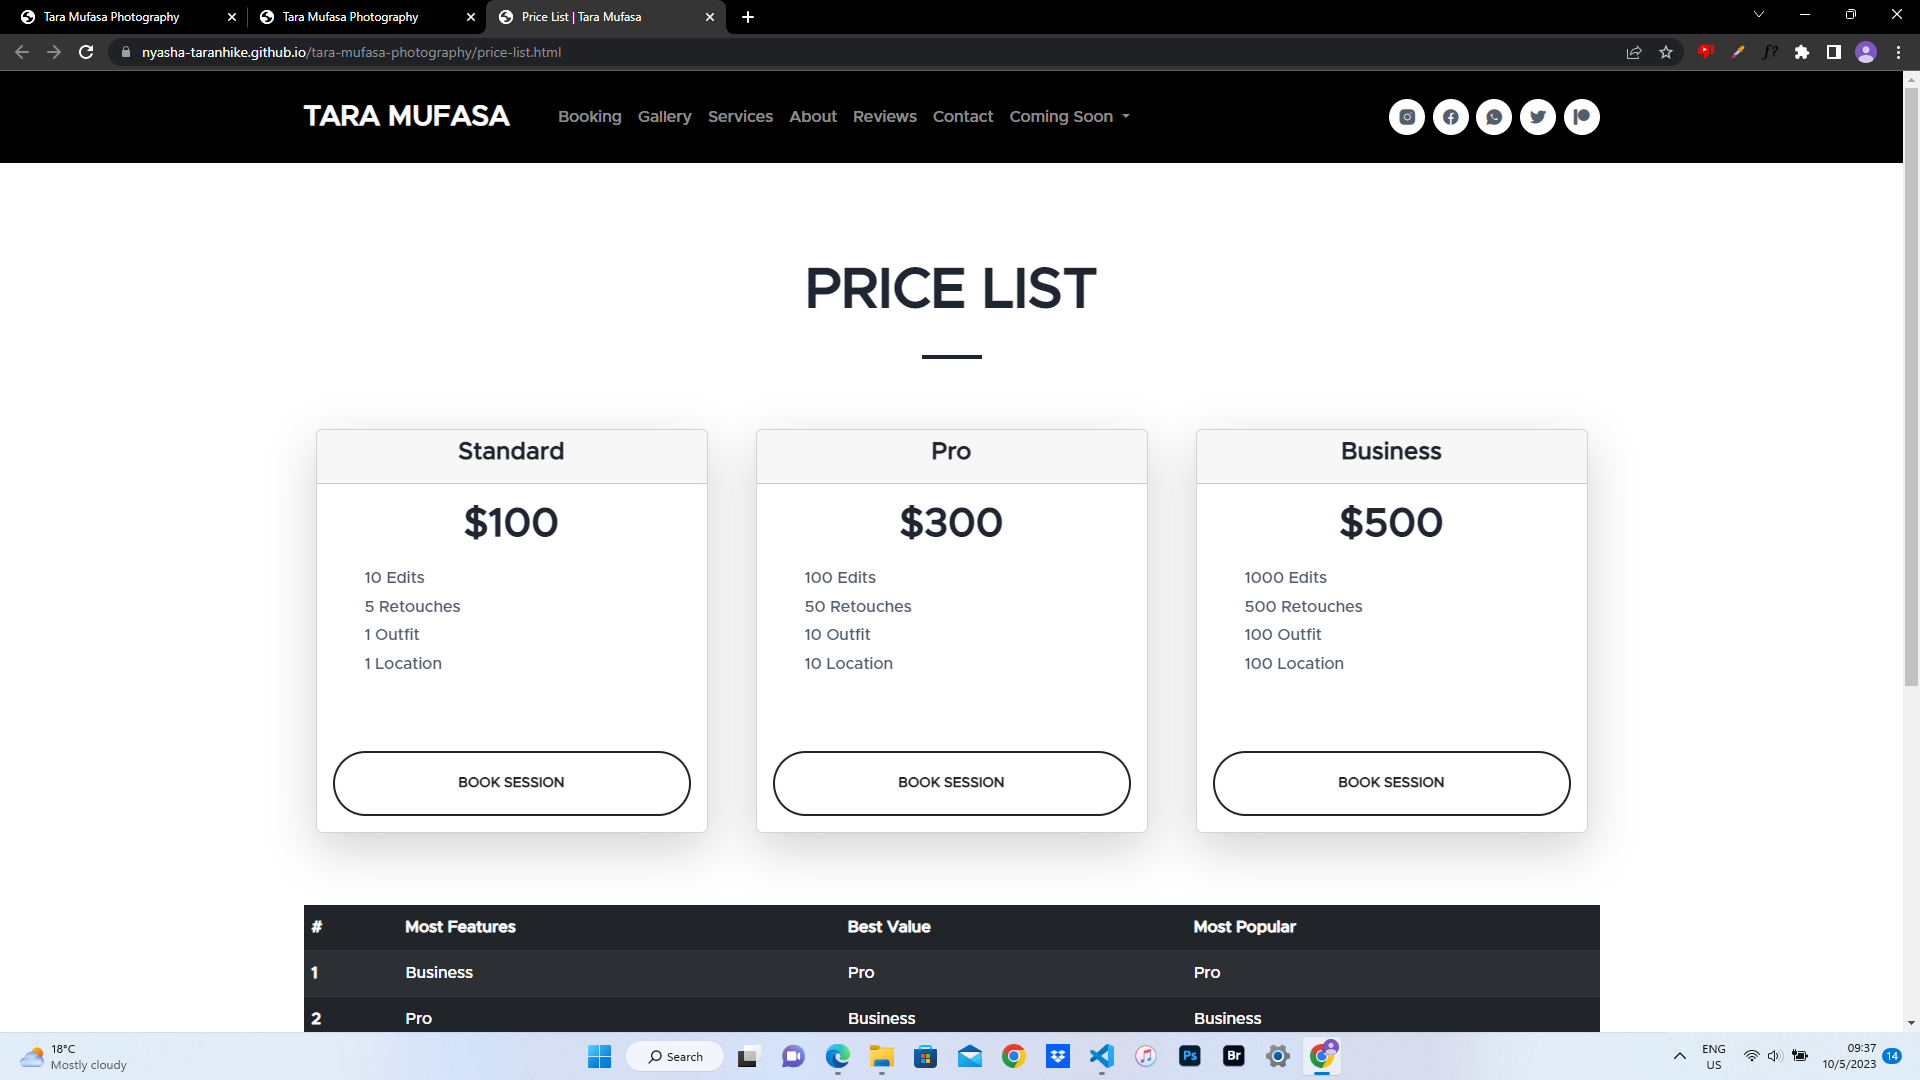 Tara Mufasa Photography
Tara Mufasa Photography
Price List | Tara Mufasa
nyasha-taranhike.github.io/tara-mufasa-photography/price-list.html
f?
TARA MUFASA
Booking Gallery Services About Reviews Contact Coming Soon
PRICE LIST
Standard
$100
10 Edits
5 Retouches
1 Outfit
1 Location
BOOK SESSION
Pro
$300
100 Edits
50 Retouches
10 Outfit
10 Location
BOOK SESSION
Business
$500
1000 Edits
500 Retouches
100 Outfit
100 Location
BOOK SESSION
# Most Features Best Value Most Popular
1 Business Pro Pro
2 Pro Business Business
18°C
Mostly cloudy
Search
Ps
Br
ENG
US
09:37
10/5/2023
14